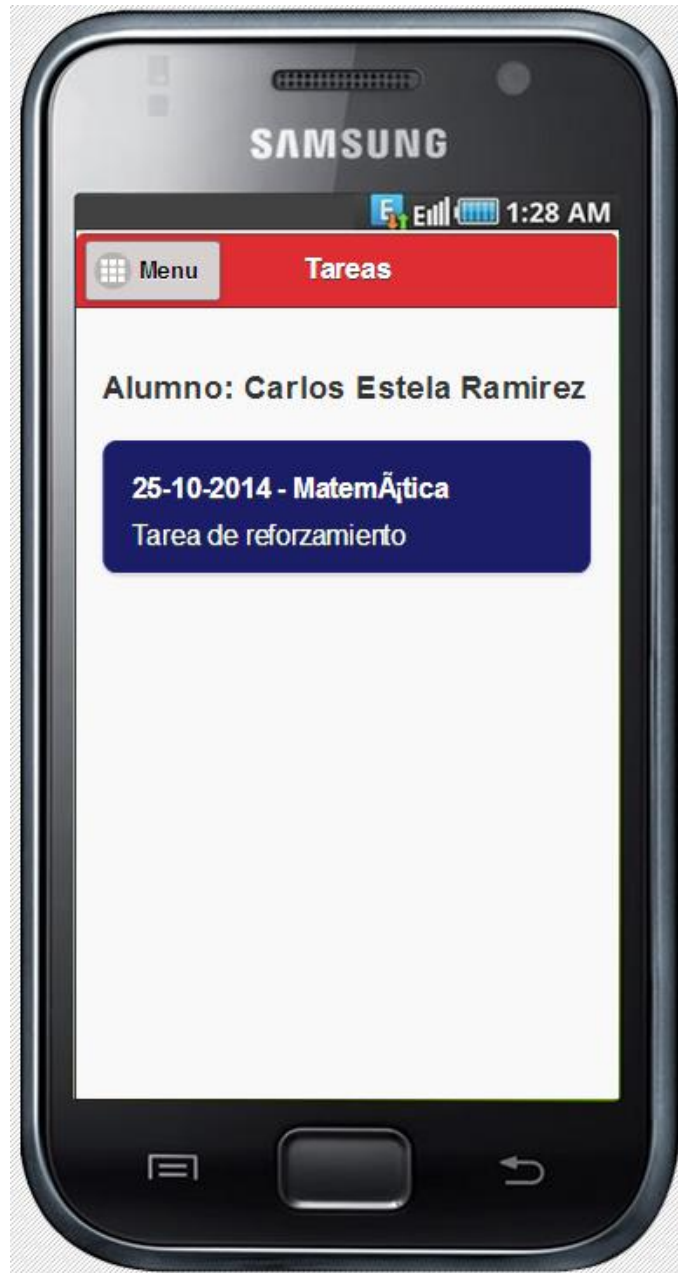 SAMSUNG
E 1:28 AM
Menu Tareas
Alumno: Carlos Estela Ramirez
25-10-2014 - MatemÃ¡tica
Tarea de reforzamiento